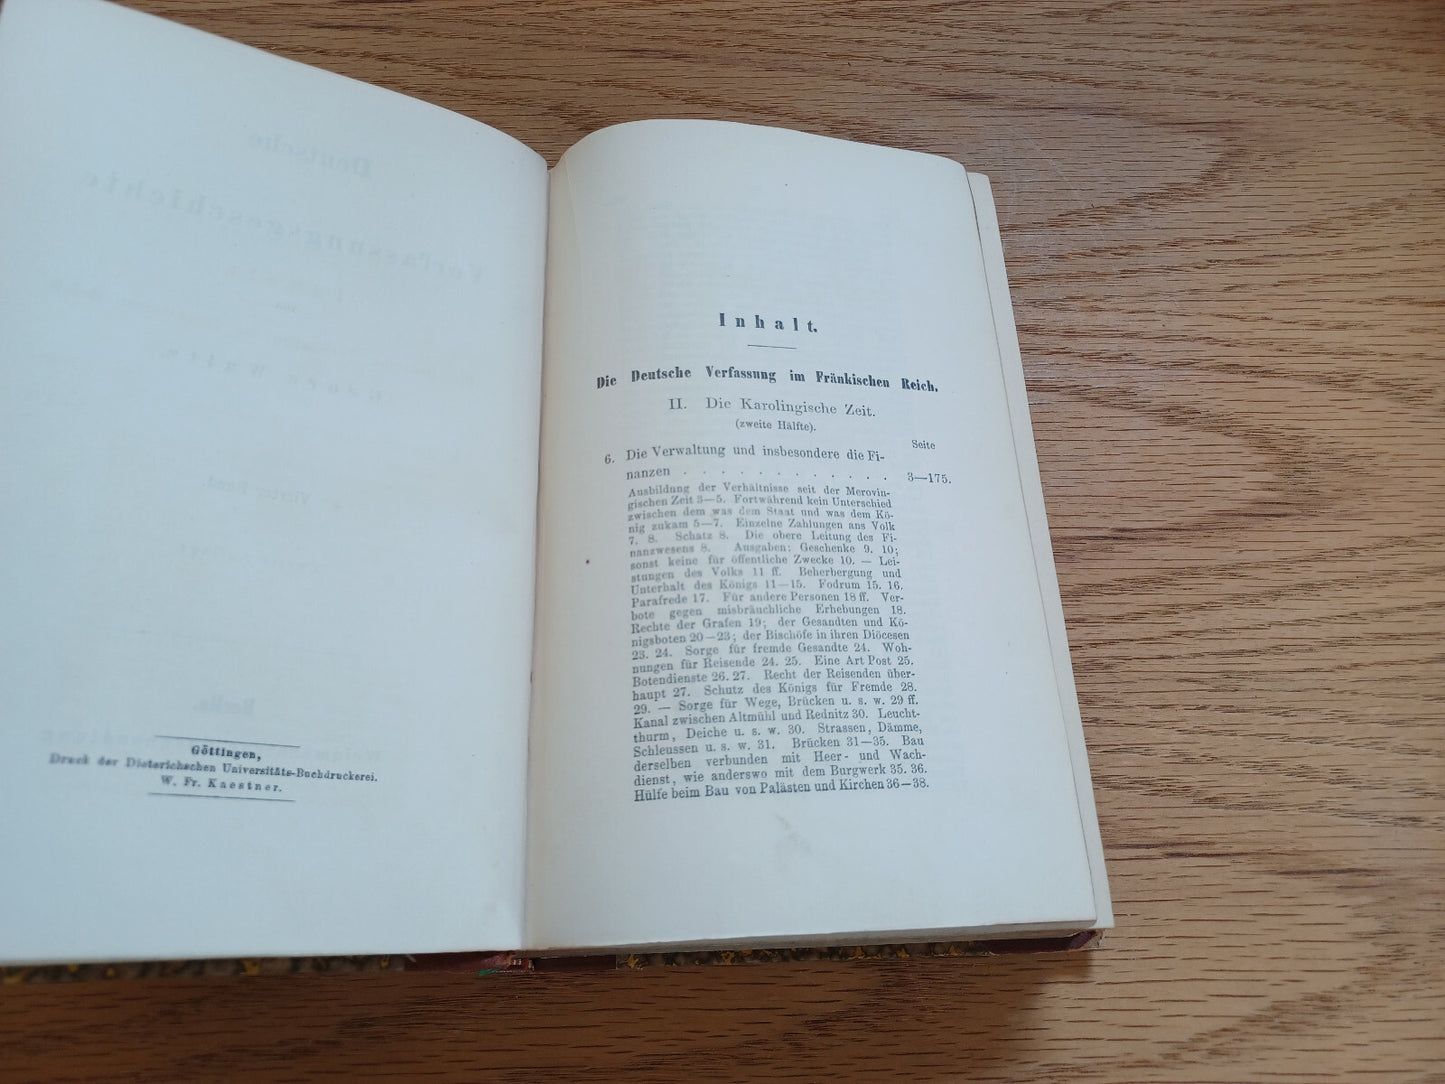 Deutsche
Verfassungsgeschichte
Georg Waitz.
Vierter Band.
Berlin.
Göttingen,
Druck der Dieterichschen Universitäts-Buchdruckerei.
W. Fr. Kaestner.
Inhalt.
Die Deutsche Verfassung im Fränkischen Reich.
II. Die Karolingische Zeit.
(zweite Hälfte).
Seite
6. Die Verwaltung und insbesondere die Fi-
nanzen . . . . . . . . . . . . 3—175.
Ausbildung der Verhältnisse seit der Merovin-
gischen Zeit 3—5. Fortwährend kein Unterschied
zwischen dem was dem Staat und was dem Kö-
nig zukam 5—7. Einzelne Zahlungen ans Volk
7. 8. Schatz 8. Die obere Leitung des Fi-
nanzwesens 8. Ausgaben: Geschenke 9. 10;
sonst keine für öffentliche Zwecke 10. — Lei-
stungen des Volks 11 ff. Beherbergung und
Unterhalt des Königs 11—15. Fodrum 15. 16.
Parafrede 17. Für andere Personen 18 ff. Ver-
bote gegen misbräuchliche Erhebungen 18.
Rechte der Grafen 19; der Gesandten und Kö-
nigsboten 20—23; der Bischöfe in ihren Diöcesen
23. 24. Sorge für fremde Gesandte 24. Woh-
nungen für Reisende 24. 25. Eine Art Post 25.
Botendienste 26. 27. Recht der Reisenden über-
haupt 27. Schutz des Königs für Fremde 28.
29. — Sorge für Wege, Brücken u. s. w. 29 ff.
Kanal zwischen Altmühl und Rednitz 30. Leucht-
thurm, Deiche u. s. w. 30. Strassen, Dämme,
Schleussen u. s. w. 31. Brücken 31—35. Bau
derselben verbunden mit Heer- und Wach-
dienst, wie anderswo mit dem Burgwerk 35. 36.
Hülfe beim Bau von Palästen und Kirchen 36—38.